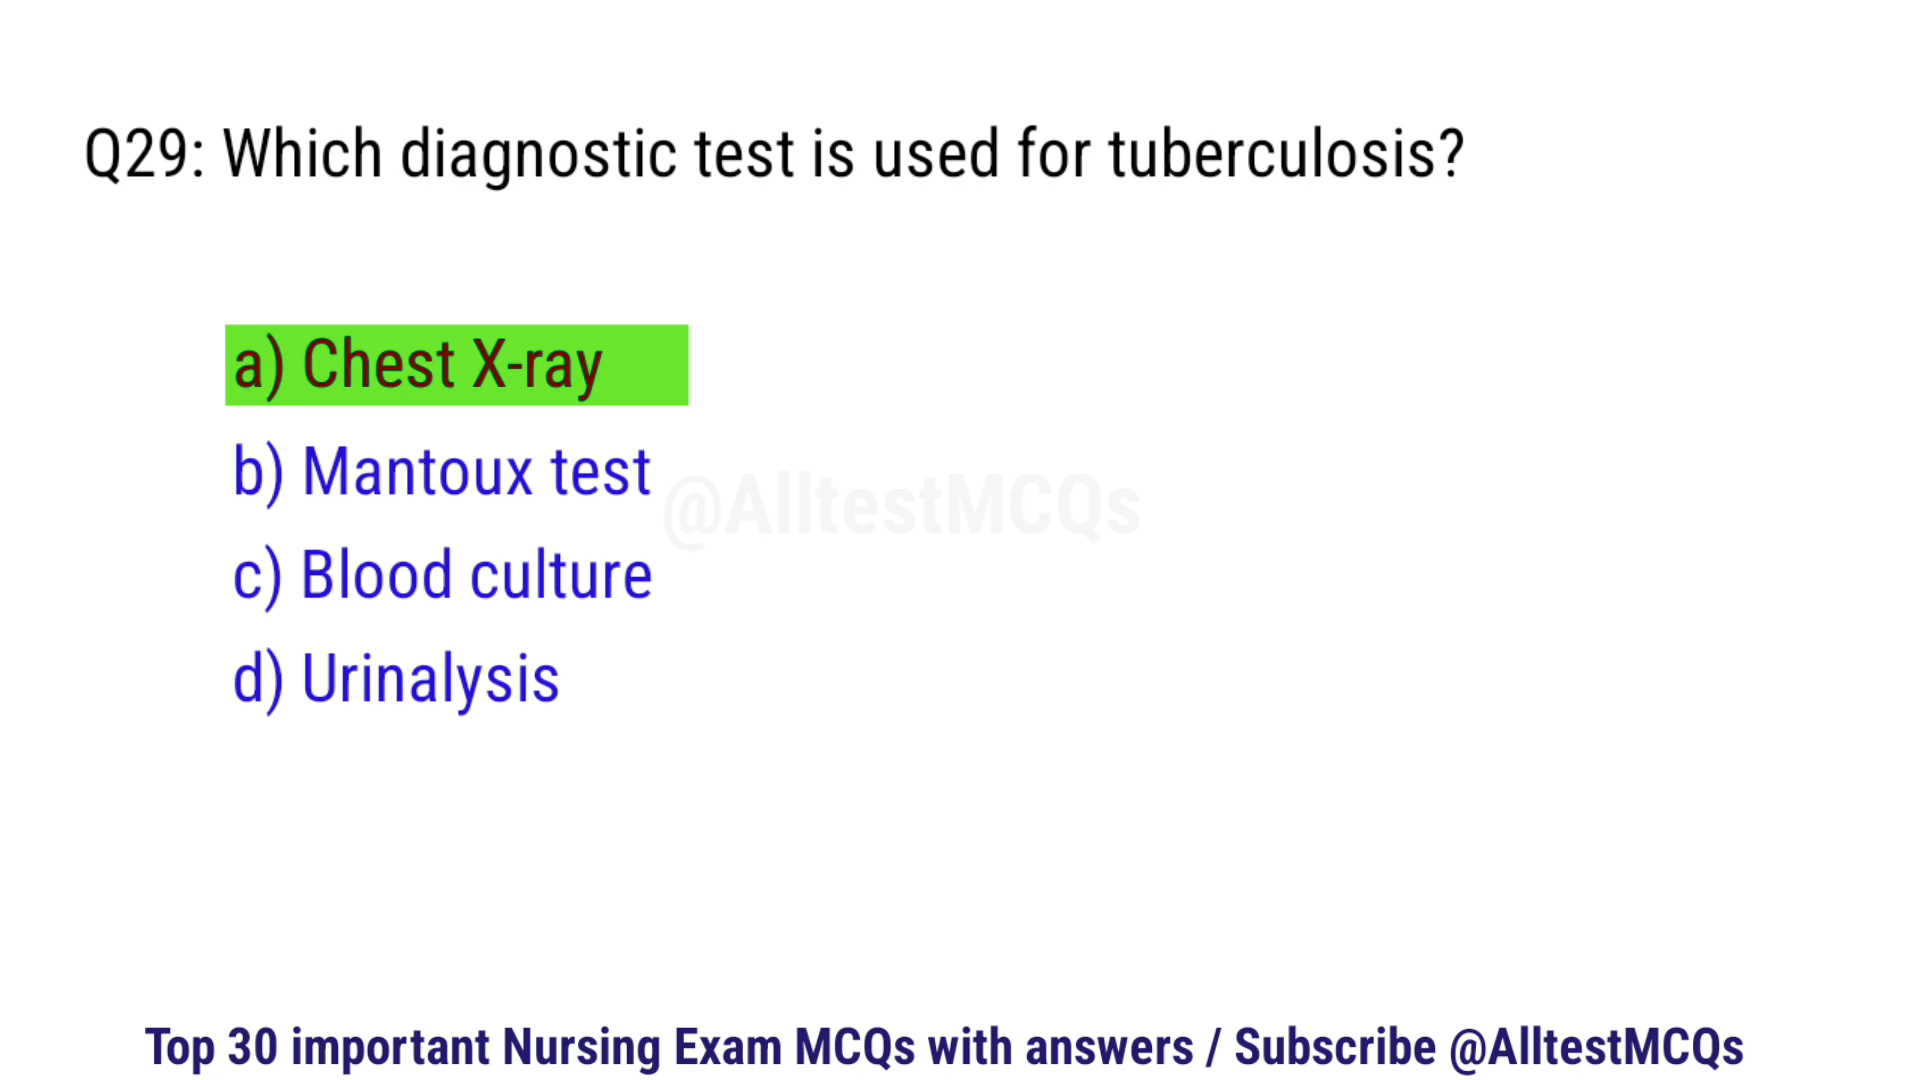 Q29: Which diagnostic test is used for tuberculosis?
a) Chest X-ray
b) Mantoux test
@AlltestMCQs
c) Blood culture
d) Urinalysis
Top 30 important Nursing Exam MCQs with answers / Subscribe @AlltestMCQs